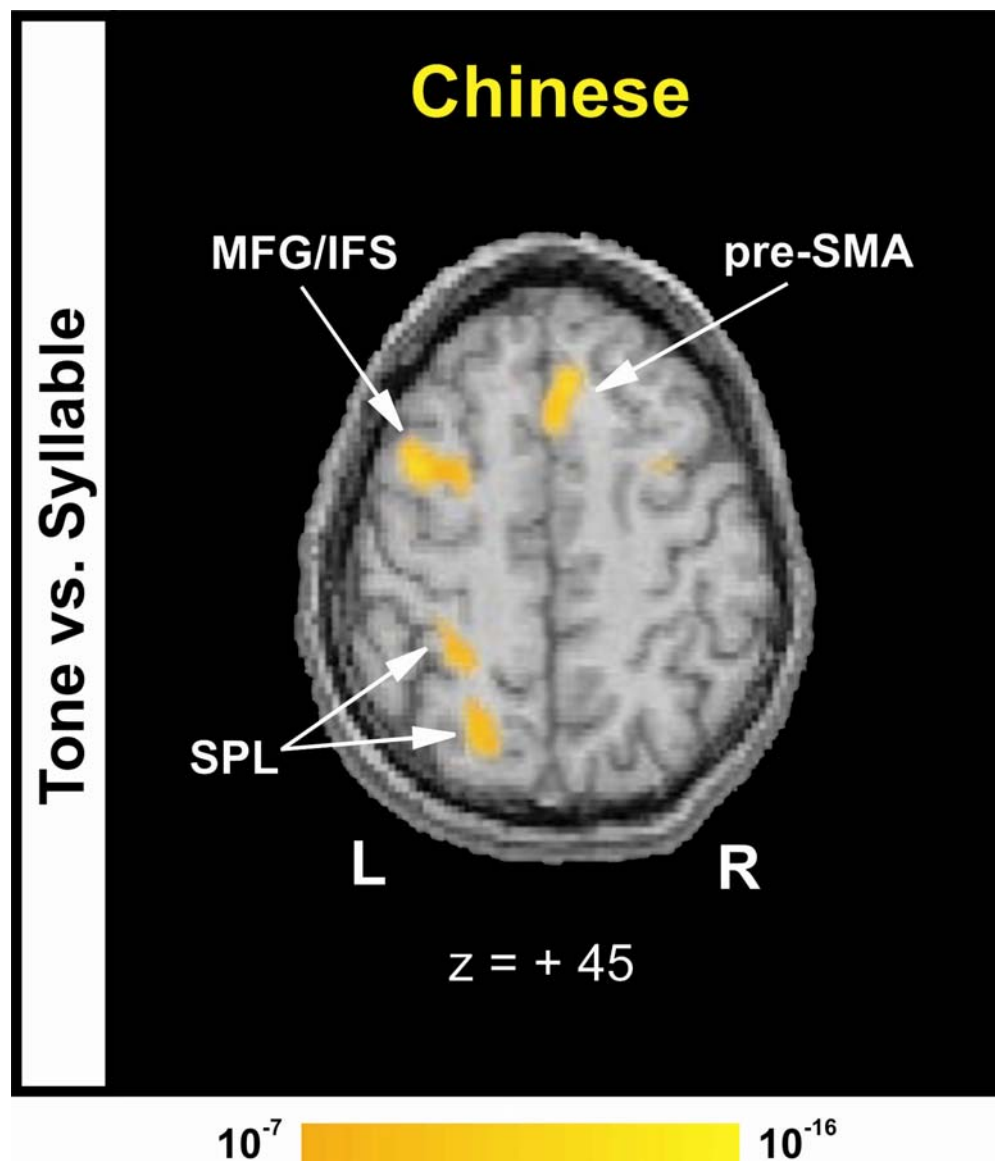 Chinese
MFG/IFS
pre-SMA
Tone vs. Syllable
SPL
L
R
z = + 45
10⁻⁷
10⁻¹⁶